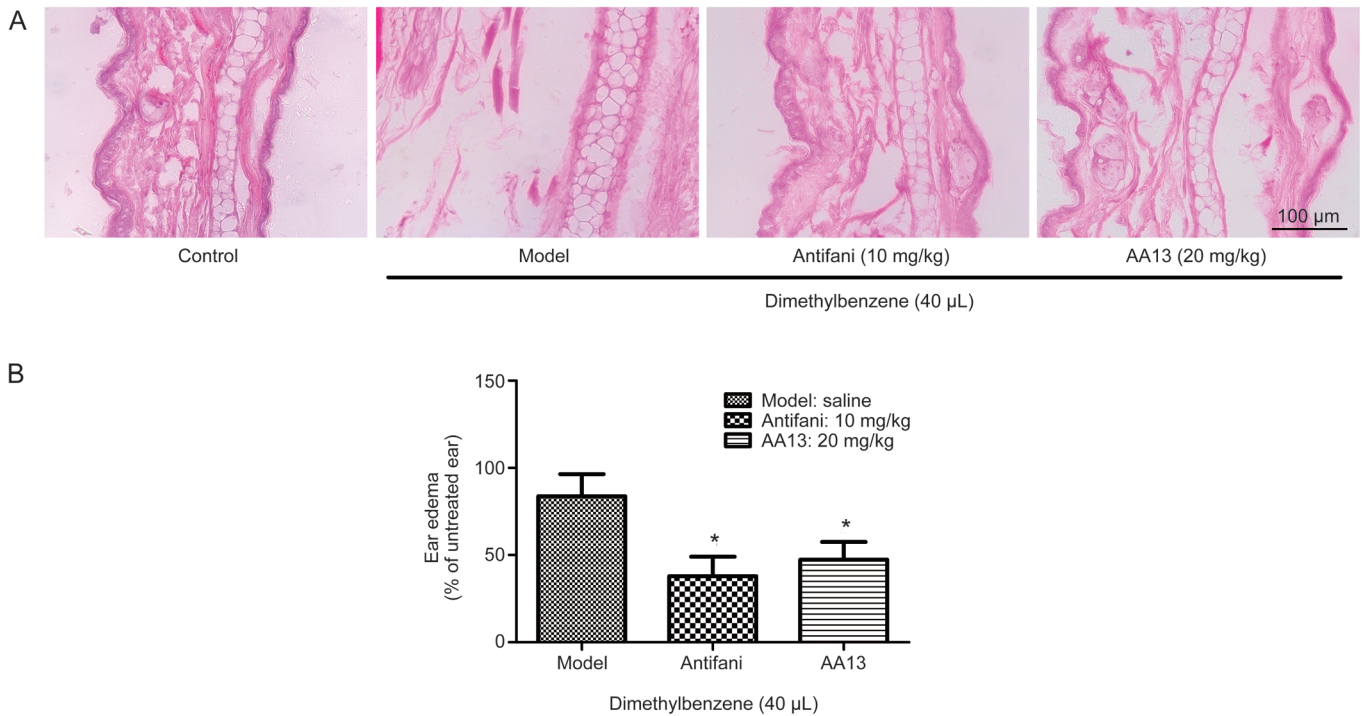 A
100 µm
Control
Model
Antifani (10 mg/kg)
AA13 (20 mg/kg)
Dimethylbenzene (40 µL)
B
Ear edema
(% of untreated ear)
150
100
50
0
Model: saline
Antifani: 10 mg/kg
AA13: 20 mg/kg
*
*
Model
Antifani
AA13
Dimethylbenzene (40 µL)